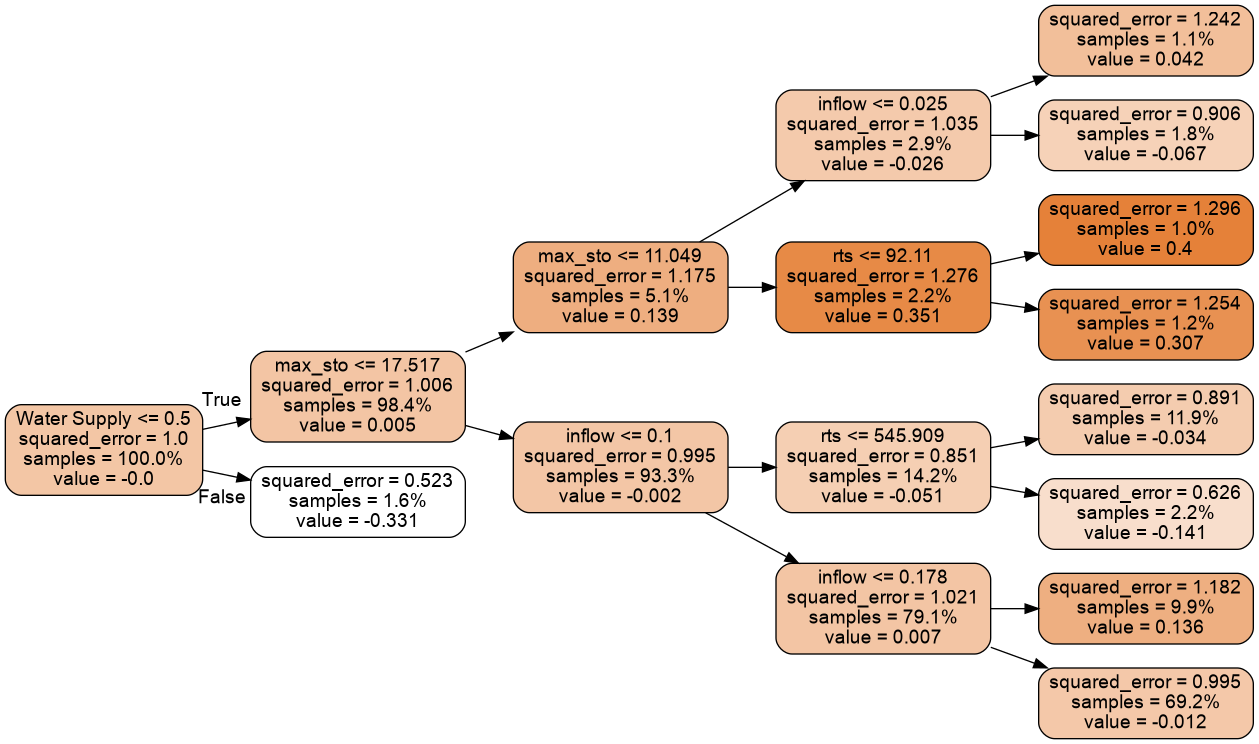 Water Supply <= 0.5
squared_error = 1.0
samples = 100.0%
value = -0.0
True
False
max_sto <= 17.517
squared_error = 1.006
samples = 98.4%
value = 0.005
squared_error = 0.523
samples = 1.6%
value = -0.331
max_sto <= 11.049
squared_error = 1.175
samples = 5.1%
value = 0.139
inflow <= 0.1
squared_error = 0.995
samples = 93.3%
value = -0.002
inflow <= 0.025
squared_error = 1.035
samples = 2.9%
value = -0.026
rts <= 92.11
squared_error = 1.276
samples = 2.2%
value = 0.351
rts <= 545.909
squared_error = 0.851
samples = 14.2%
value = -0.051
inflow <= 0.178
squared_error = 1.021
samples = 79.1%
value = 0.007
squared_error = 1.242
samples = 1.1%
value = 0.042
squared_error = 0.906
samples = 1.8%
value = -0.067
squared_error = 1.296
samples = 1.0%
value = 0.4
squared_error = 1.254
samples = 1.2%
value = 0.307
squared_error = 0.891
samples = 11.9%
value = -0.034
squared_error = 0.626
samples = 2.2%
value = -0.141
squared_error = 1.182
samples = 9.9%
value = 0.136
squared_error = 0.995
samples = 69.2%
value = -0.012